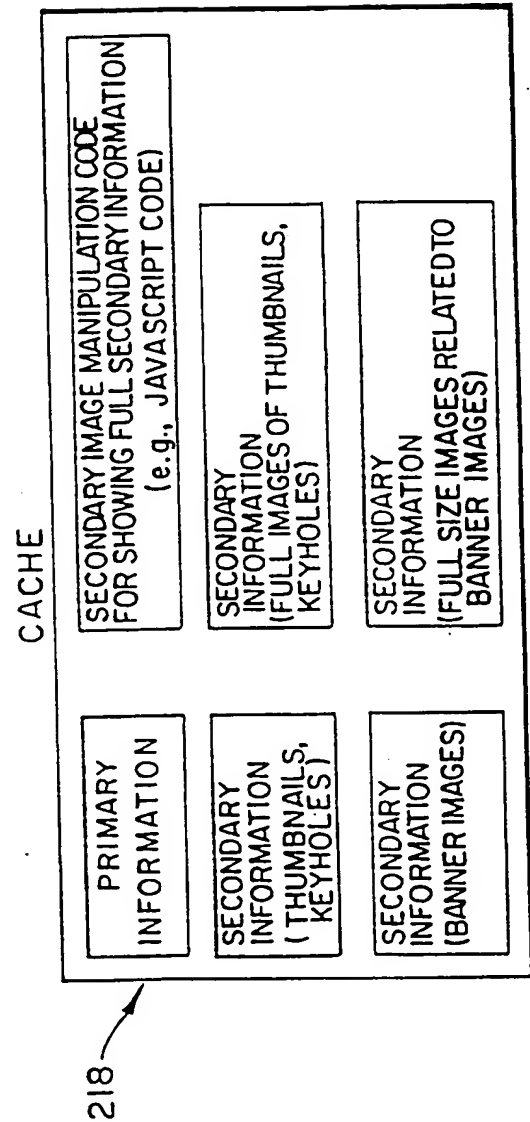 CACHE
218
PRIMARY
INFORMATION
SECONDARY IMAGE MANIPULATION CODE
FOR SHOWING FULL SECONDARY INFORMATION
(e.g., JAVASCRIPT CODE)
SECONDARY
INFORMATION
(THUMBNAILS,
KEYHOLES)
SECONDARY
INFORMATION
(FULL IMAGES OF THUMBNAILS,
KEYHOLES)
SECONDARY
INFORMATION
(BANNER IMAGES)
SECONDARY
INFORMATION
(FULL SIZE IMAGES RELATED TO
BANNER IMAGES)